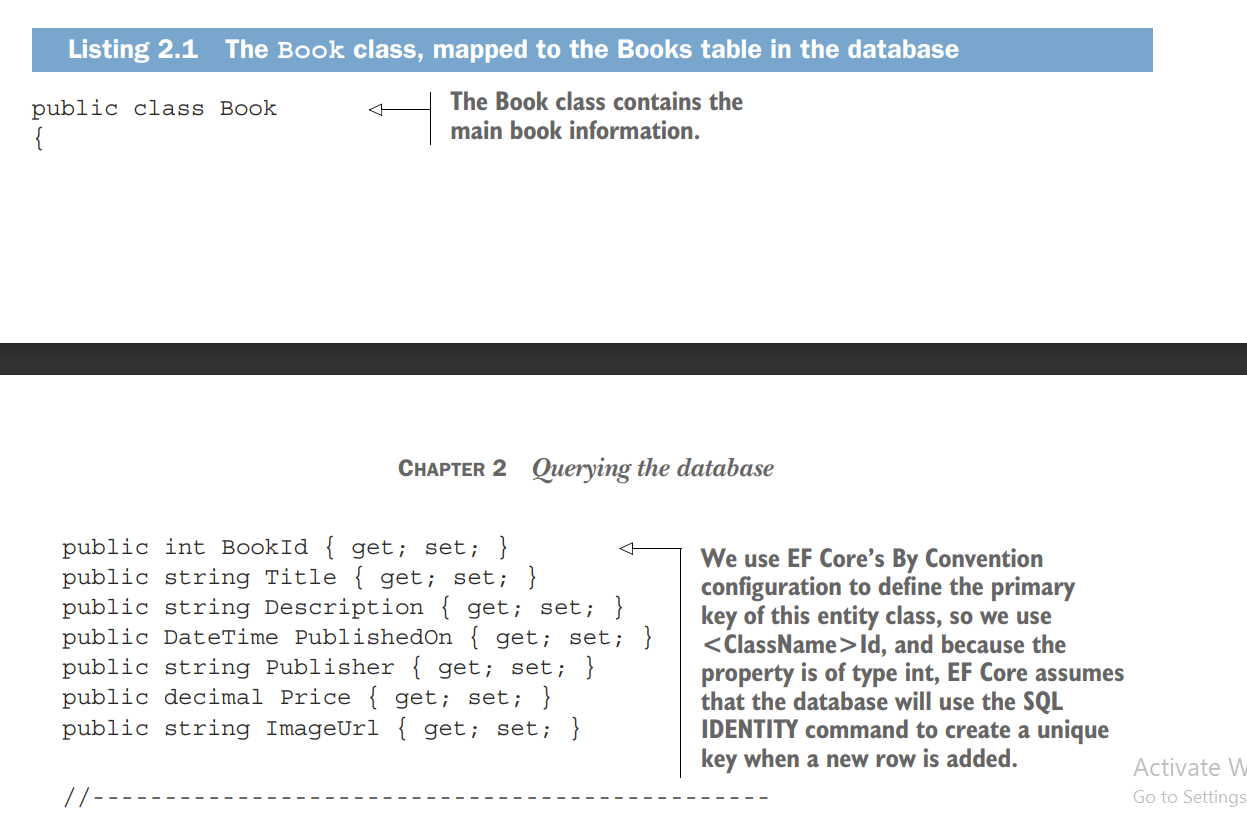 Listing 2.1 The Book class, mapped to the Books table in the database
public class Book
{
The Book class contains the
main book information.
CHAPTER 2 Querying the database
public int BookId { get; set; }
public string Title { get; set; }
public string Description { get; set; }
public DateTime PublishedOn { get; set; }
public string Publisher { get; set; }
public decimal Price { get; set; }
public string ImageUrl { get; set; }
We use EF Core’s By Convention
configuration to define the primary
key of this entity class, so we use
<ClassName>Id, and because the
property is of type int, EF Core assumes
that the database will use the SQL
IDENTITY command to create a unique
key when a new row is added.
//-----------------------------------------------
Activate W
Go to Settings